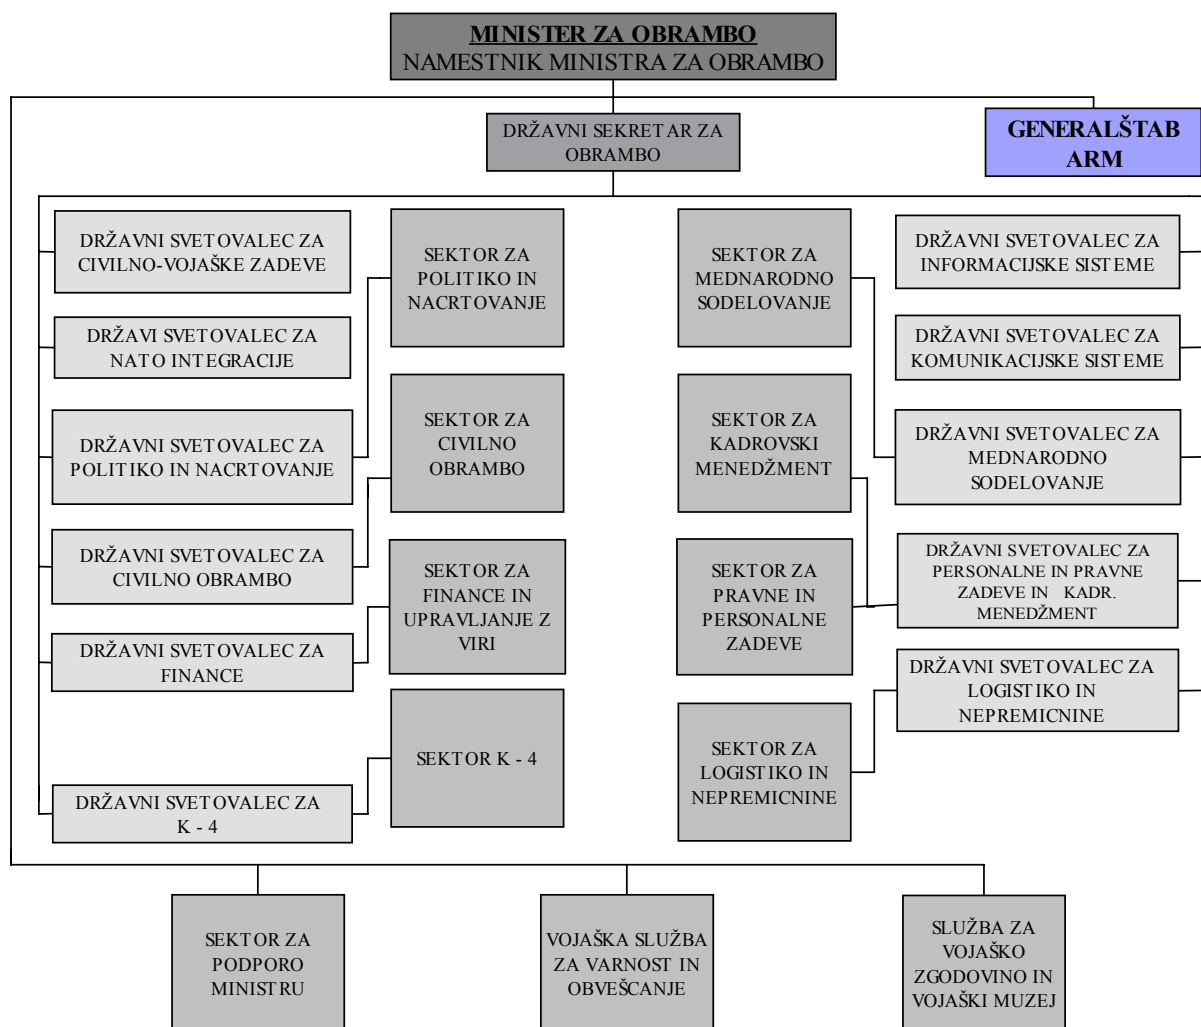 MINISTER ZA OBRAMBO
NAMESTNIK MINISTRA ZA OBRAMBO
DRŽAVNI SEKRETAR ZA
OBRAMBO
GENERALŠTAB
ARM
DRŽAVNI SVETOVALEC ZA
CIVILNO-VOJAŠKE ZADEVE
DRŽAVI SVETOVALEC ZA
NATO INTEGRACIJE
DRŽAVNI SVETOVALEC ZA
POLITIKO IN NACRTOVANJE
DRŽAVNI SVETOVALEC ZA
CIVILNO OBRAMBO
DRŽAVNI SVETOVALEC ZA
FINANCE
DRŽAVNI SVETOVALEC ZA
K - 4
SEKTOR ZA
POLITIKO IN
NACRTOVANJE
SEKTOR ZA
CIVILNO
OBRAMBO
SEKTOR ZA
FINANCE IN
UPRAVLJANJE Z
VIRI
SEKTOR K - 4
SEKTOR ZA
MEDNARODNO
SODELOVANJE
SEKTOR ZA
KADROVSKI
MENEDŽMENT
SEKTOR ZA
PRAVNE IN
PERSONALNE
ZADEVE
SEKTOR ZA
LOGISTIKO IN
NEPREMICNINE
DRŽAVNI SVETOVALEC ZA
INFORMACIJSKE SISTEME
DRŽAVNI SVETOVALEC ZA
KOMUNIKACIJSKE SISTEME
DRŽAVNI SVETOVALEC ZA
MEDNARODNO
SODELOVANJE
DRŽAVNI SVETOVALEC ZA
PERSONALNE IN PRAVNE
ZADEVE IN KADR.
MENEDŽMENT
DRŽAVNI SVETOVALEC ZA
LOGISTIKO IN
NEPREMICNINE
SEKTOR ZA
PODPORO
MINISTRU
VOJAŠKA SLUŽBA
ZA VARNOST IN
OBVEŠCANJE
SLUŽBA ZA
VOJAŠKO
ZGODOVINO IN
VOJAŠKI MUZEJ